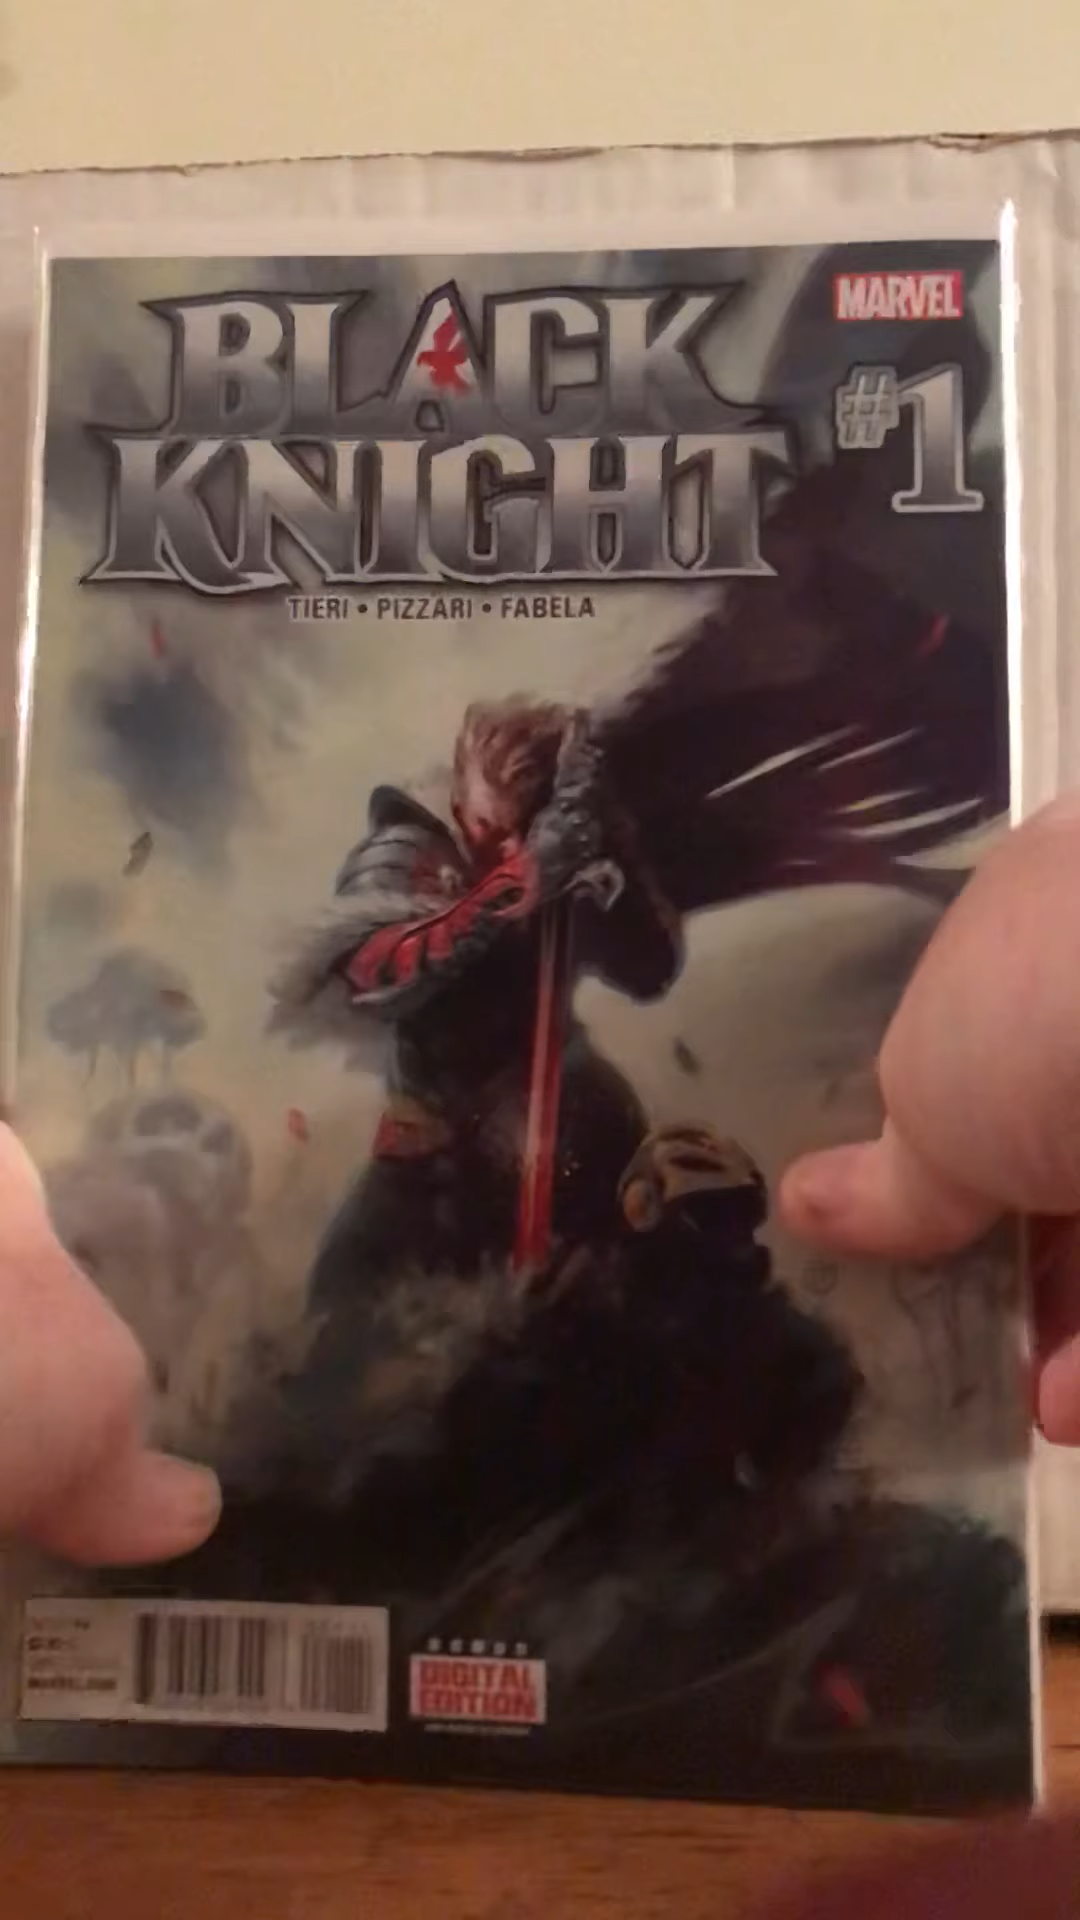 BLACK
KNIGHT
MARVEL
#1
TIERI • PIZZARI • FABELA
DIGITAL
EDITION